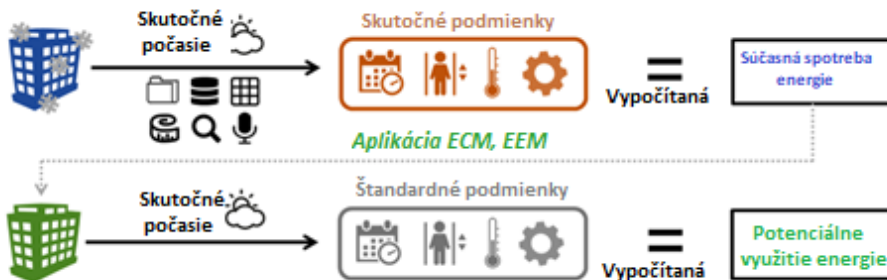 Skutočné
počasie
Skutočné podmienky
Vypočítaná
Súčasná spotreba
energie
Aplikácia ECM, EEM
Skutočné
počasie
Štandardné podmienky
Vypočítaná
Potenciálne
využitie energie